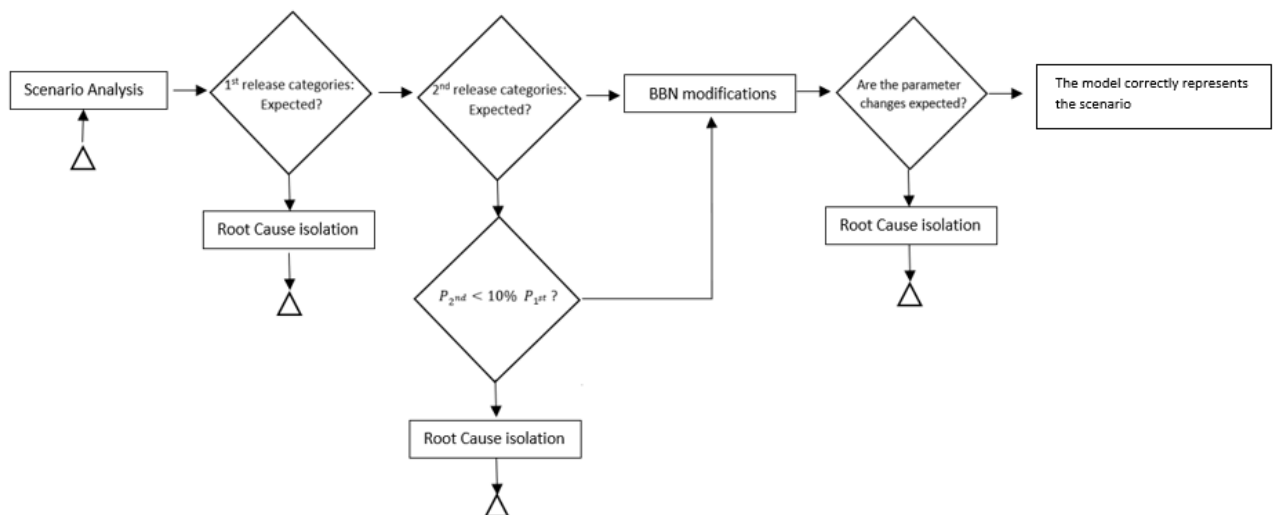 Scenario Analysis
1st release categories:
Expected?
2nd release categories:
Expected?
BBN modifications
Are the parameter
changes expected?
The model correctly represents
the scenario
Root Cause isolation
P2nd < 10% P1st ?
Root Cause isolation
Root Cause isolation